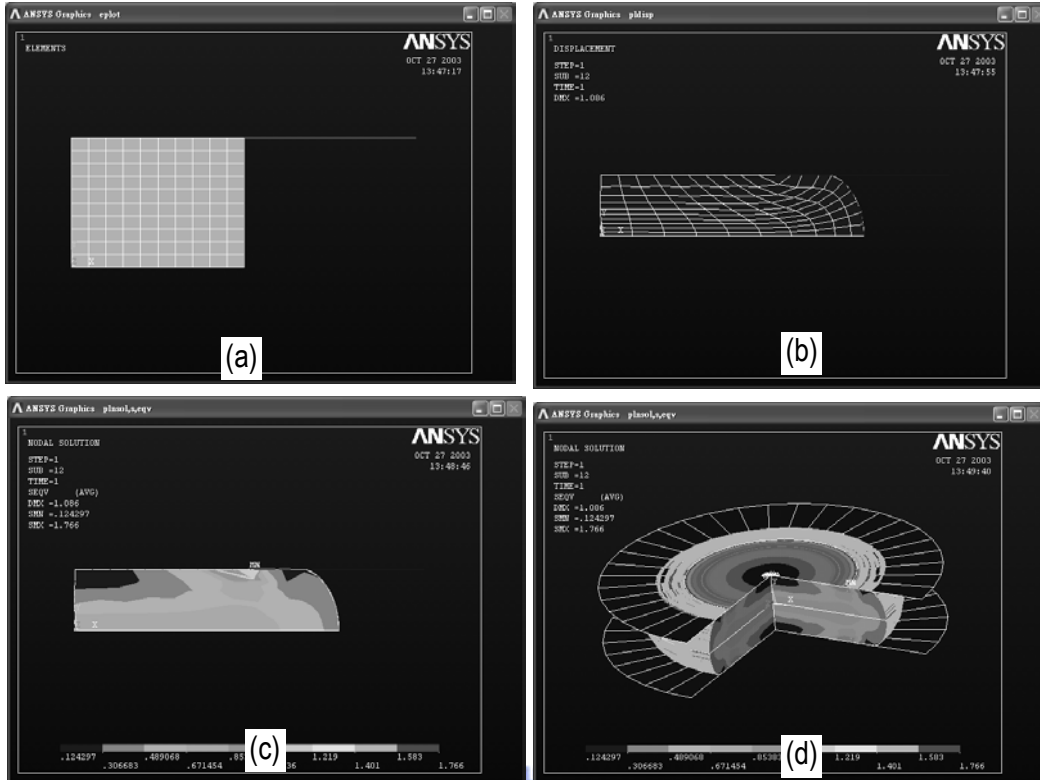 ANSYS Graphics eplot
1
ELEMENTS
ANSYS
OCT 27 2003
13:47:17
X
(a)
ANSYS Graphics pldisp
1
DISPLACEMENT
STEP=1
SUB =12
TIME=1
DMX =1.086
ANSYS
OCT 27 2003
13:47:55
Y
X
(b)
ANSYS Graphics plnsol,s,eqv
1
NODAL SOLUTION
STEP=1
SUB =12
TIME=1
SEQV (AVG)
DMX =1.086
SMN =.124297
SMX =1.766
ANSYS
OCT 27 2003
13:48:46
MN
X
.124297 .489068 1.219 1.583
.306683 .671454 1.401 1.766
(c)
ANSYS Graphics plnsol,s,eqv
1
NODAL SOLUTION
STEP=1
SUB =12
TIME=1
SEQV (AVG)
DMX =1.086
SMN =.124297
SMX =1.766
ANSYS
OCT 27 2003
13:49:40
MN
X
.124297 .489068 1.219 1.583
.306683 .671454 1.401 1.766
(d)